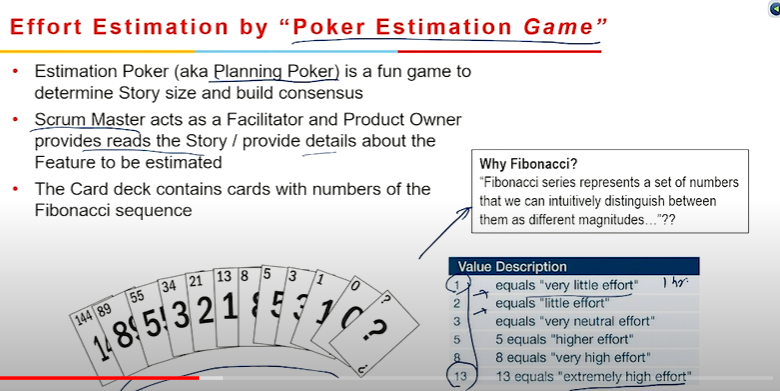 Effort Estimation by “Poker Estimation Game”
• Estimation Poker (aka Planning Poker) is a fun game to
determine Story size and build consensus
• Scrum Master acts as a Facilitator and Product Owner
provides reads the Story / provide details about the
Feature to be estimated
• The Card deck contains cards with numbers of the
Fibonacci sequence
Why Fibonacci?
“Fibonacci series represents a set of numbers
that we can intuitively distinguish between
them as different magnitudes…”??
144 89 55 34 21 13 8 5 3 1 0 ?
1 8 5 3 2 1 8 5 3 1 0 ?
Value Description
1 equals "very little effort" 1 hr.
2 equals "little effort"
3 equals "very neutral effort"
5 5 equals "higher effort"
8 8 equals "very high effort"
13 13 equals "extremely high effort"